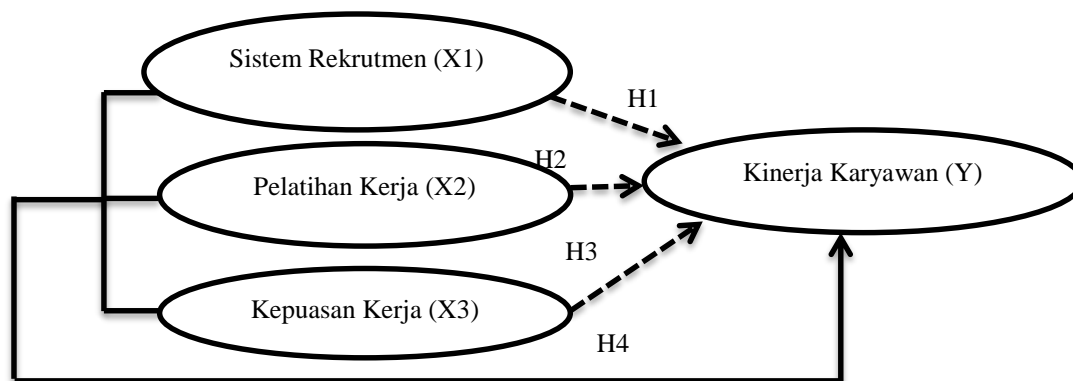 Sistem Rekrutmen (X1)
H1
H2
Pelatihan Kerja (X2)
Kinerja Karyawan (Y)
H3
Kepuasan Kerja (X3)
H4